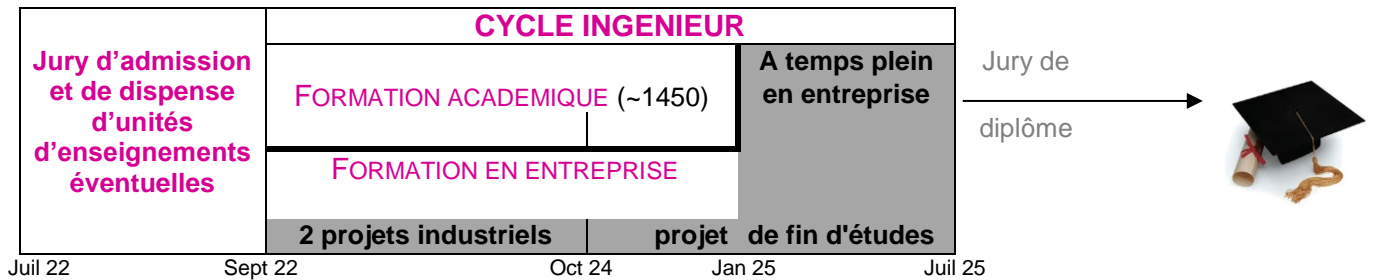 CYCLE INGENIEUR
Jury d’admission
et de dispense
d’unités
d’enseignements
éventuelles
FORMATION ACADEMIQUE (~1450)
A temps plein
en entreprise
FORMATION EN ENTREPRISE
2 projets industriels
projet de fin d'études
Jury de
diplôme
Juil 22
Sept 22
Oct 24
Jan 25
Juil 25